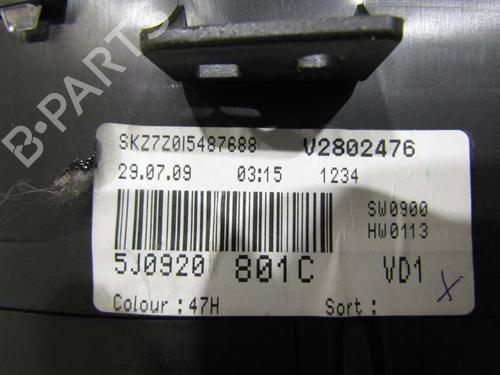 B-PARTS
SKZ7Z0I5487688 V2802476
29.07.09 03:15 1234
SW0900
HW0113
5J0920 801C VD1
Colour : 47H Sort :
X